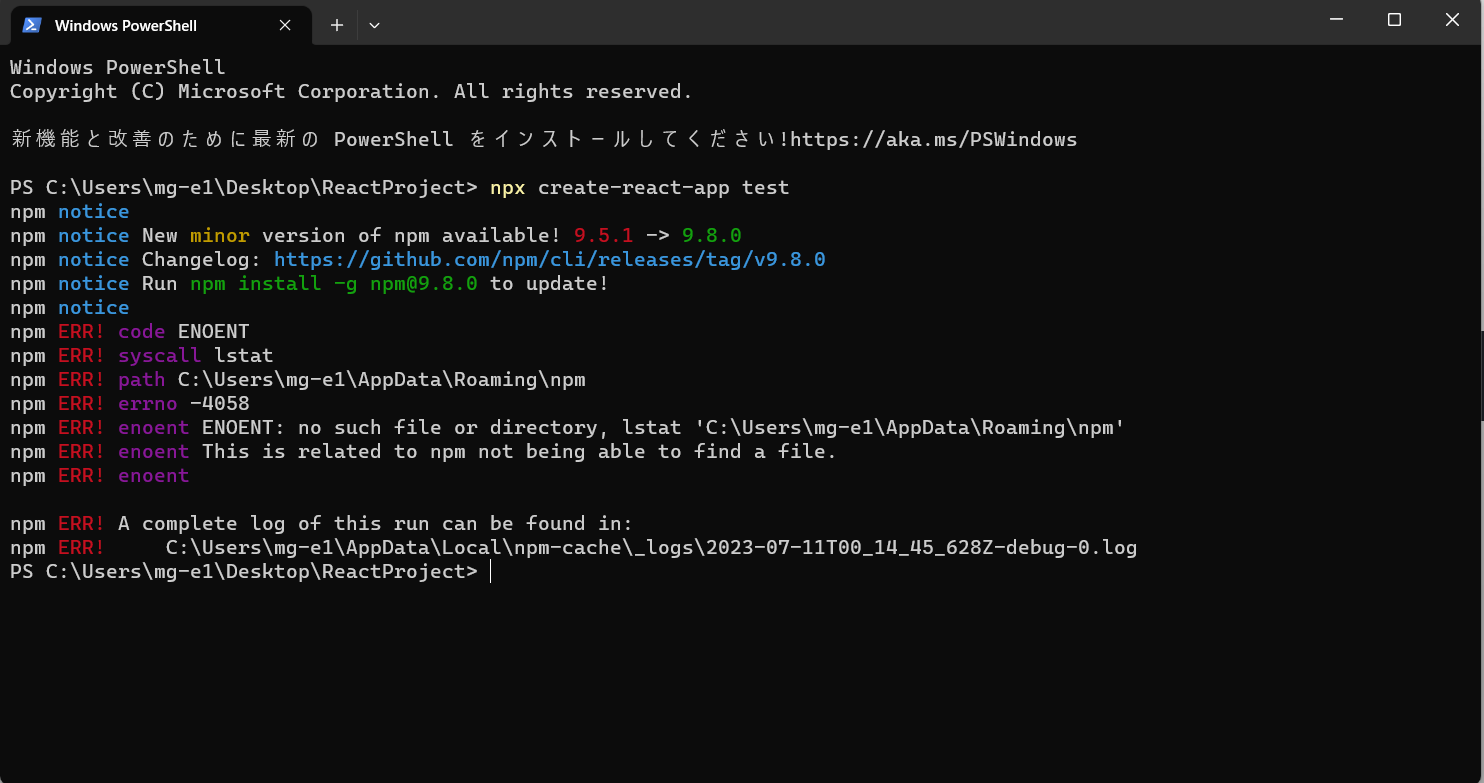 Windows PowerShell
Windows PowerShell
Copyright (C) Microsoft Corporation. All rights reserved.
新機能と改善のために最新の PowerShell をインストールしてください!https://aka.ms/PSWindows
PS C:\Users\mg-e1\Desktop\ReactProject> npx create-react-app test
npm notice
npm notice New minor version of npm available! 9.5.1 -> 9.8.0
npm notice Changelog: https://github.com/npm/cli/releases/tag/v9.8.0
npm notice Run npm install -g npm@9.8.0 to update!
npm notice
npm ERR! code ENOENT
npm ERR! syscall lstat
npm ERR! path C:\Users\mg-e1\AppData\Roaming\npm
npm ERR! errno -4058
npm ERR! enoent ENOENT: no such file or directory, lstat 'C:\Users\mg-e1\AppData\Roaming\npm'
npm ERR! enoent This is related to npm not being able to find a file.
npm ERR! enoent
npm ERR! A complete log of this run can be found in:
npm ERR!     C:\Users\mg-e1\AppData\Local\npm-cache\_logs\2023-07-11T00_14_45_628Z-debug-0.log
PS C:\Users\mg-e1\Desktop\ReactProject>